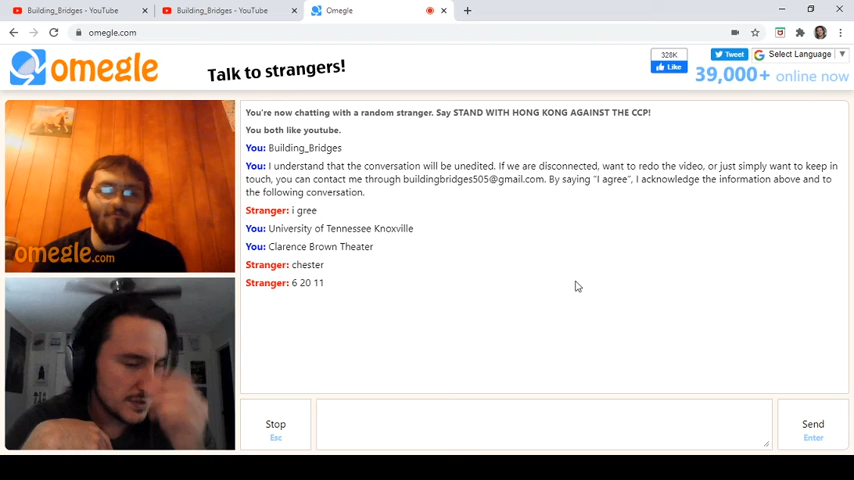 Building_Bridges - YouTube
Building_Bridges - YouTube
Omegle
omegle.com
omegle
Talk to strangers!
328K
Like
Tweet
Select Language
39,000+ online now
You're now chatting with a random stranger. Say STAND WITH HONG KONG AGAINST THE CCP!
You both like youtube.
You: Building_Bridges
You: I understand that the conversation will be unedited. If we are disconnected, want to redo the video, or just simply want to keep in
touch, you can contact me through buildingbridges505@gmail.com. By saying "I agree", I acknowledge the information above and to
the following conversation.
Stranger: i gree
You: University of Tennessee Knoxville
You: Clarence Brown Theater
Stranger: chester
Stranger: 6 20 11
omegle.com
Stop
Esc
Send
Enter